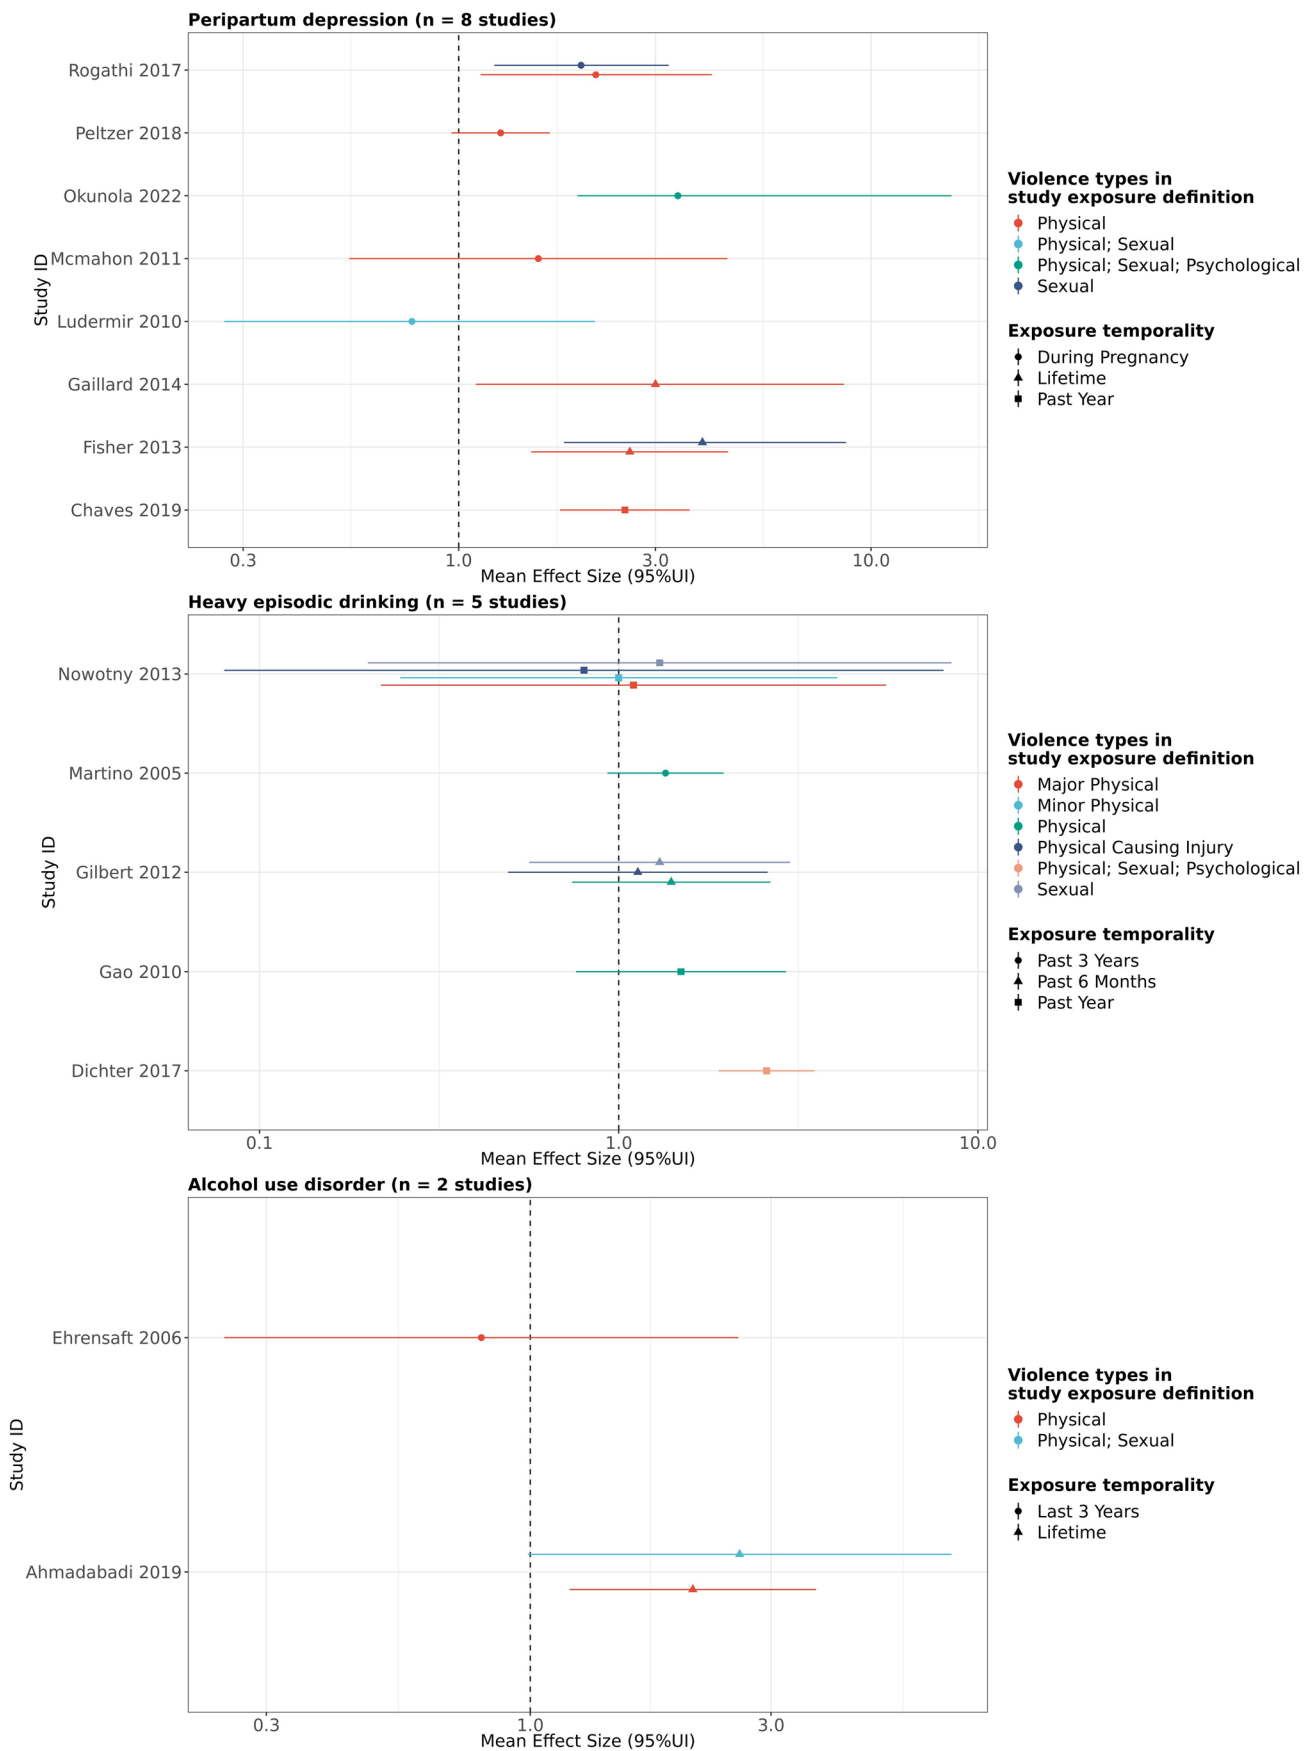 Peripartum depression (n = 8 studies)
Rogathi 2017
Peltzer 2018
Okunola 2022
Mcmahon 2011
Ludermir 2010
Gaillard 2014
Fisher 2013
Chaves 2019
Study ID
0.3 1.0 3.0 10.0
Mean Effect Size (95%UI)
Violence types in
study exposure definition
Physical
Physical; Sexual
Physical; Sexual; Psychological
Sexual
Exposure temporality
During Pregnancy
Lifetime
Past Year
Heavy episodic drinking (n = 5 studies)
Nowotny 2013
Martino 2005
Gilbert 2012
Gao 2010
Dichter 2017
Study ID
0.1 1.0 10.0
Mean Effect Size (95%UI)
Violence types in
study exposure definition
Major Physical
Minor Physical
Physical
Physical Causing Injury
Physical; Sexual; Psychological
Sexual
Exposure temporality
Past 3 Years
Past 6 Months
Past Year
Alcohol use disorder (n = 2 studies)
Ehrensaft 2006
Ahmadabadi 2019
Study ID
0.3 1.0 3.0
Mean Effect Size (95%UI)
Violence types in
study exposure definition
Physical
Physical; Sexual
Exposure temporality
Last 3 Years
Lifetime